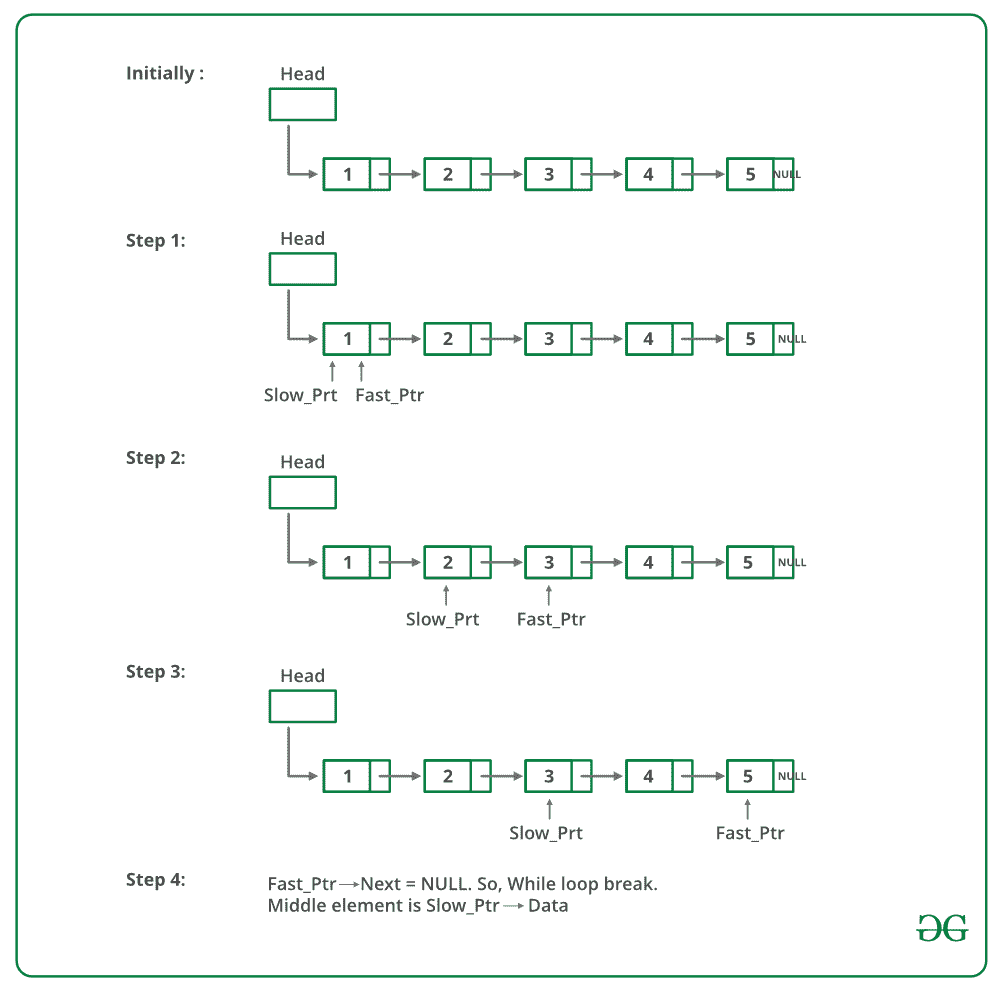 Initially :
Head
1 2 3 4 5 NULL
Step 1:
Head
1 2 3 4 5 NULL
Slow_Prt Fast_Ptr
Step 2:
Head
1 2 3 4 5 NULL
Slow_Prt Fast_Ptr
Step 3:
Head
1 2 3 4 5 NULL
Slow_Prt Fast_Ptr
Step 4:
Fast_Ptr→Next = NULL. So, While loop break.
Middle element is Slow_Ptr → Data